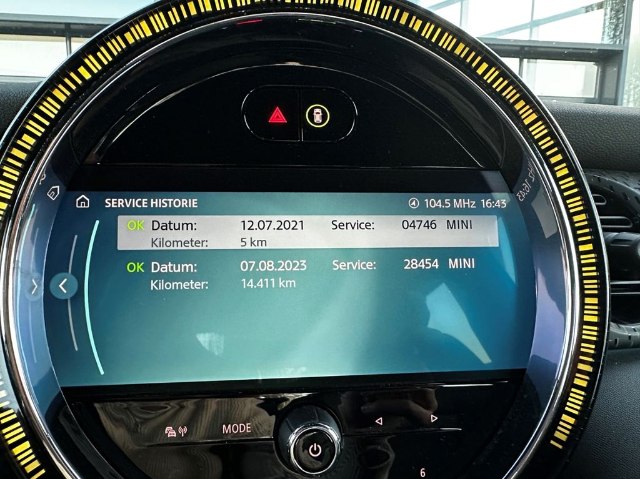 SERVICE HISTORIE 104.5 MHz 16:43
OK Datum: 12.07.2021 Service: 04746 MINI
Kilometer: 5 km
OK Datum: 07.08.2023 Service: 28454 MINI
Kilometer: 14.411 km
MODE
6